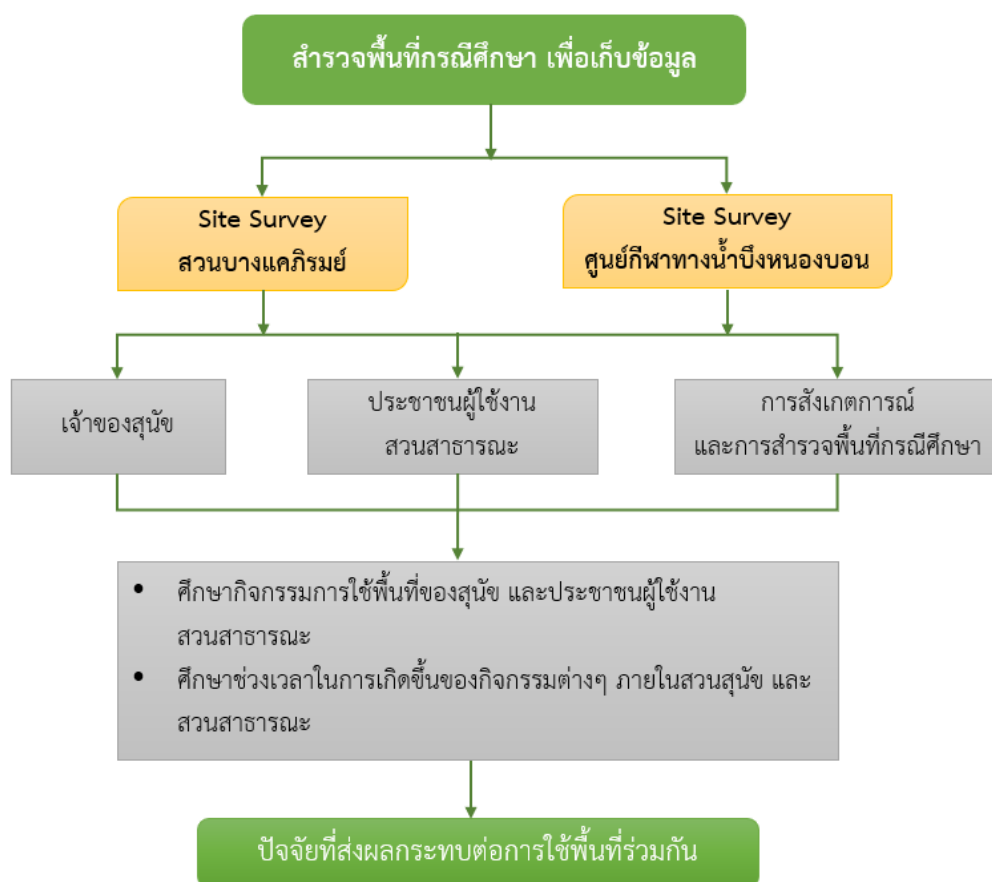 สำรวจพื้นที่กรณีศึกษา เพื่อเก็บข้อมูล
Site Survey
สวนบางแคภิรมย์
Site Survey
ศูนย์กีฬาทางน้ำบึงหนองบอน
เจ้าของสุนัข
ประชาชนผู้ใช้งาน
สวนสาธารณะ
การสังเกตการณ์
และการสำรวจพื้นที่กรณีศึกษา
• ศึกษากิจกรรมการใช้พื้นที่ของสุนัข และประชาชนผู้ใช้งาน
สวนสาธารณะ
• ศึกษาช่วงเวลาในการเกิดขึ้นของกิจกรรมต่างๆ ภายในสวนสุนัข และ
สวนสาธารณะ
ปัจจัยที่ส่งผลกระทบต่อการใช้พื้นที่ร่วมกัน